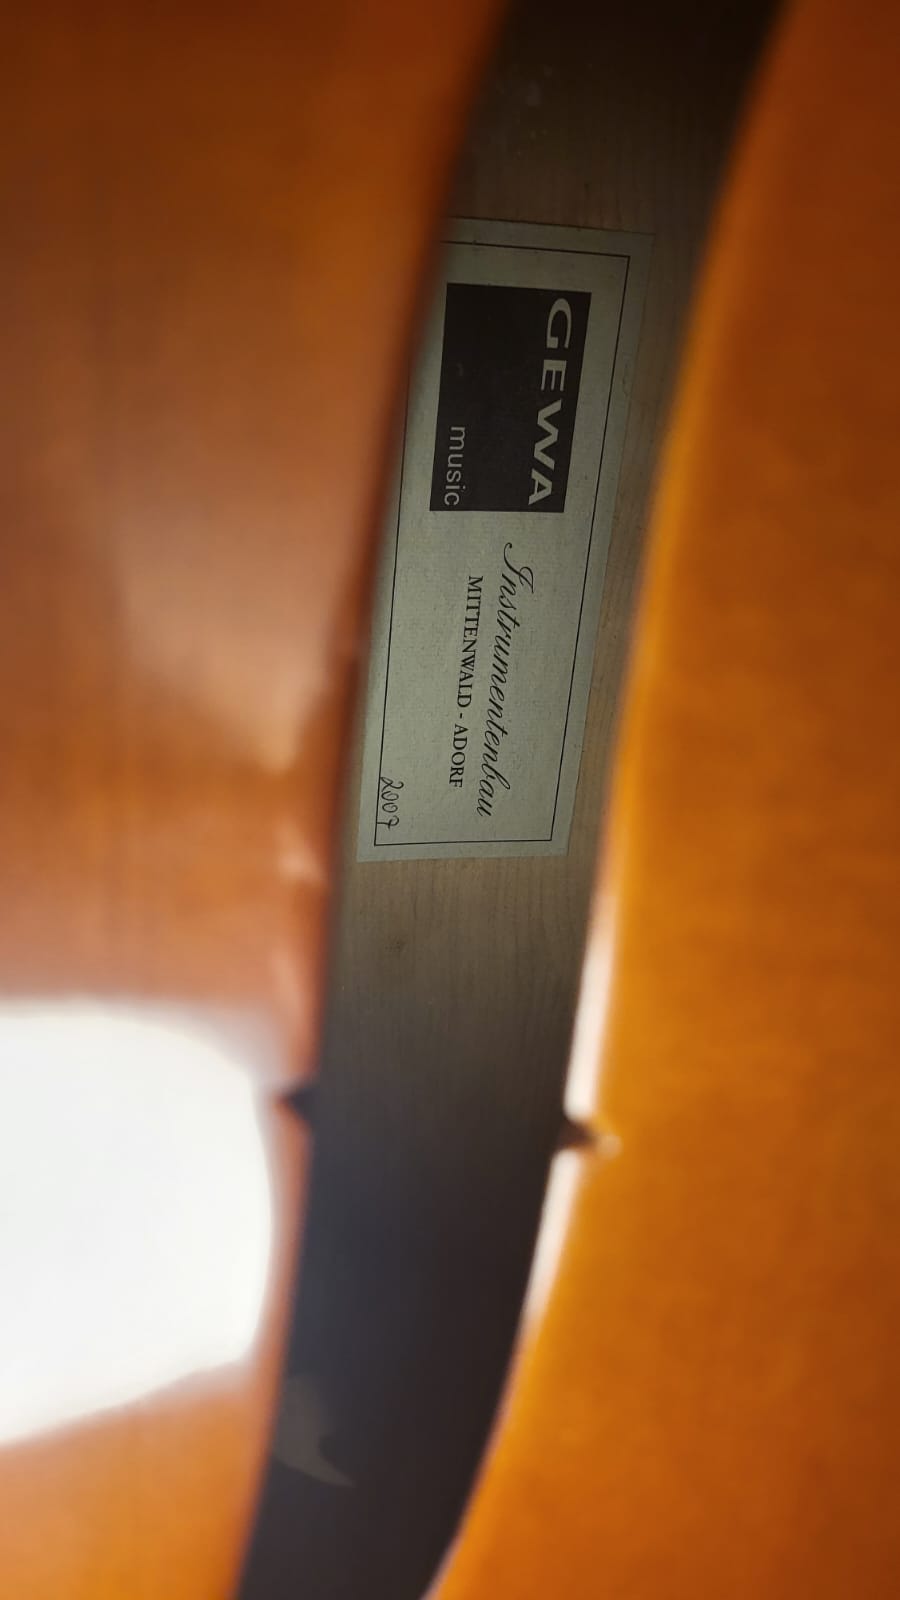 GEWA
music
Instrumentenbau
MITTENWALD - ADORF
2007